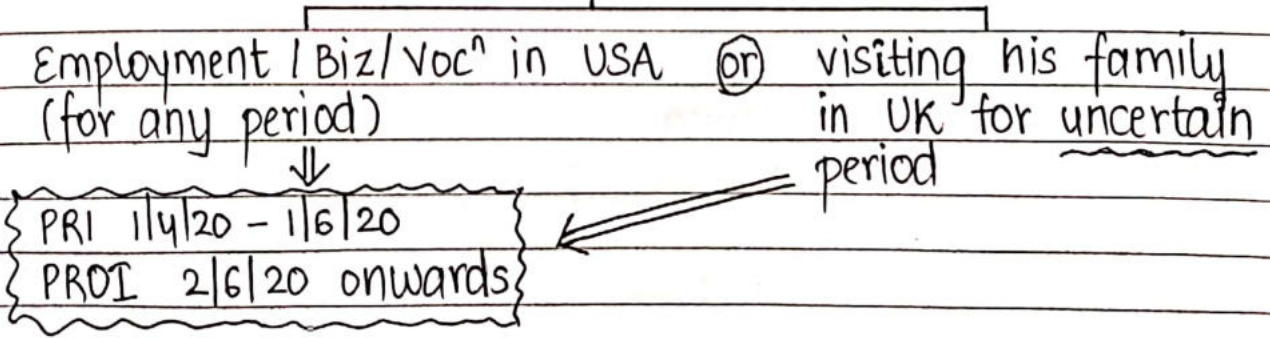 Employment / Biz / Vocⁿ in USA (or) visiting his family
(for any period) in UK for uncertain
period
PRI 1|4|20 - 1|6|20
PROI 2|6|20 onwards